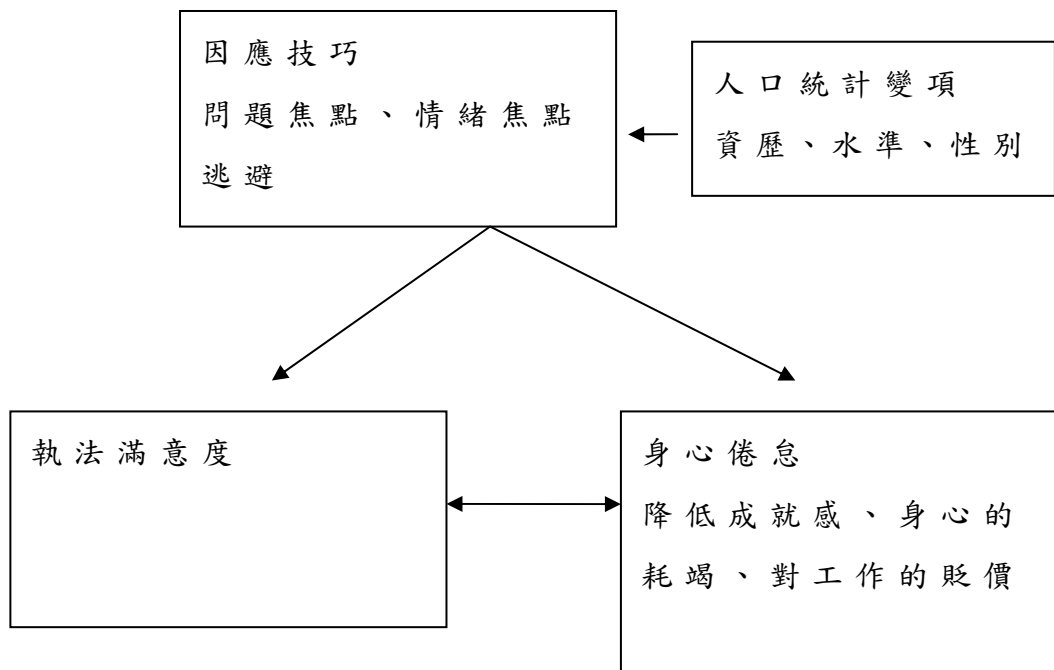 因應技巧
問題焦點、情緒焦點
逃避
人口統計變項
資歷、水準、性別
執法滿意度
身心倦怠
降低成就感、身心的
耗竭、對工作的貶價